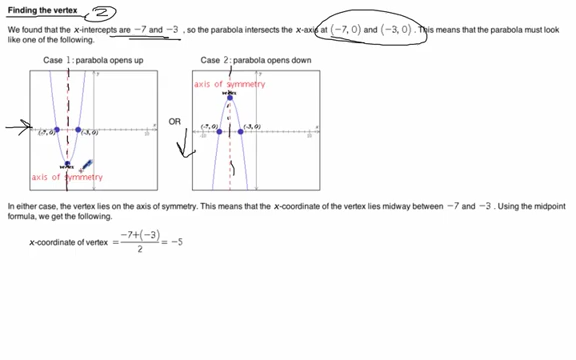 Finding the vertex 2
We found that the x-intercepts are −7 and −3 , so the parabola intersects the x-axis at (−7, 0) and (−3, 0) . This means that the parabola must look
like one of the following.
Case 1: parabola opens up
Case 2: parabola opens down
y
(-7, 0) (-3, 0)
10
x
vertex
axis of symmetry
OR
y
axis of symmetry
vertex
(-7, 0) (-3, 0)
-10
10
x
In either case, the vertex lies on the axis of symmetry. This means that the x-coordinate of the vertex lies midway between −7 and −3 . Using the midpoint
formula, we get the following.
x-coordinate of vertex = −7+(−3) / 2 = −5